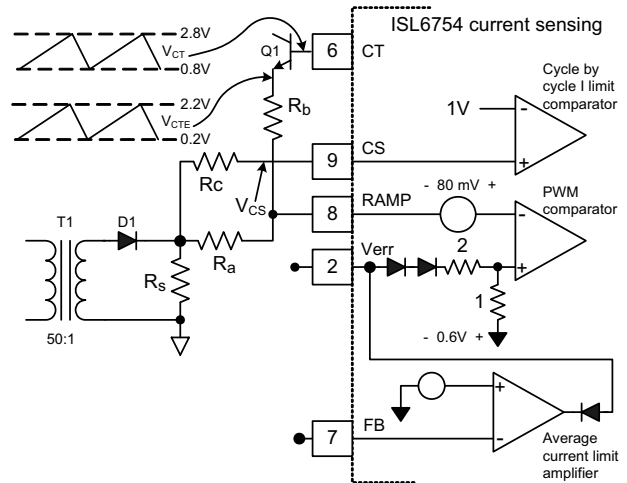 ISL6754 current sensing
2.8V
VCT
0.8V
Q1
6
CT
2.2V
VCTE
0.2V
Rb
Cycle by
cycle I limit
comparator
1V
-
+
9
CS
Rc
VCS
8
RAMP
- 80 mV +
PWM
comparator
-
+
T1
D1
Ra
Rs
50:1
2
Verr
2
1
- 0.6V +
+
-
7
FB
Average
current limit
amplifier